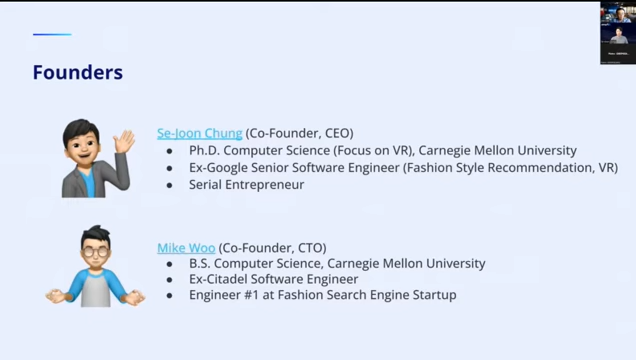 Founders
Se-Joon Chung (Co-Founder, CEO)
● Ph.D. Computer Science (Focus on VR), Carnegie Mellon University
● Ex-Google Senior Software Engineer (Fashion Style Recommendation, VR)
● Serial Entrepreneur
Mike Woo (Co-Founder, CTO)
● B.S. Computer Science, Carnegie Mellon University
● Ex-Citadel Software Engineer
● Engineer #1 at Fashion Search Engine Startup